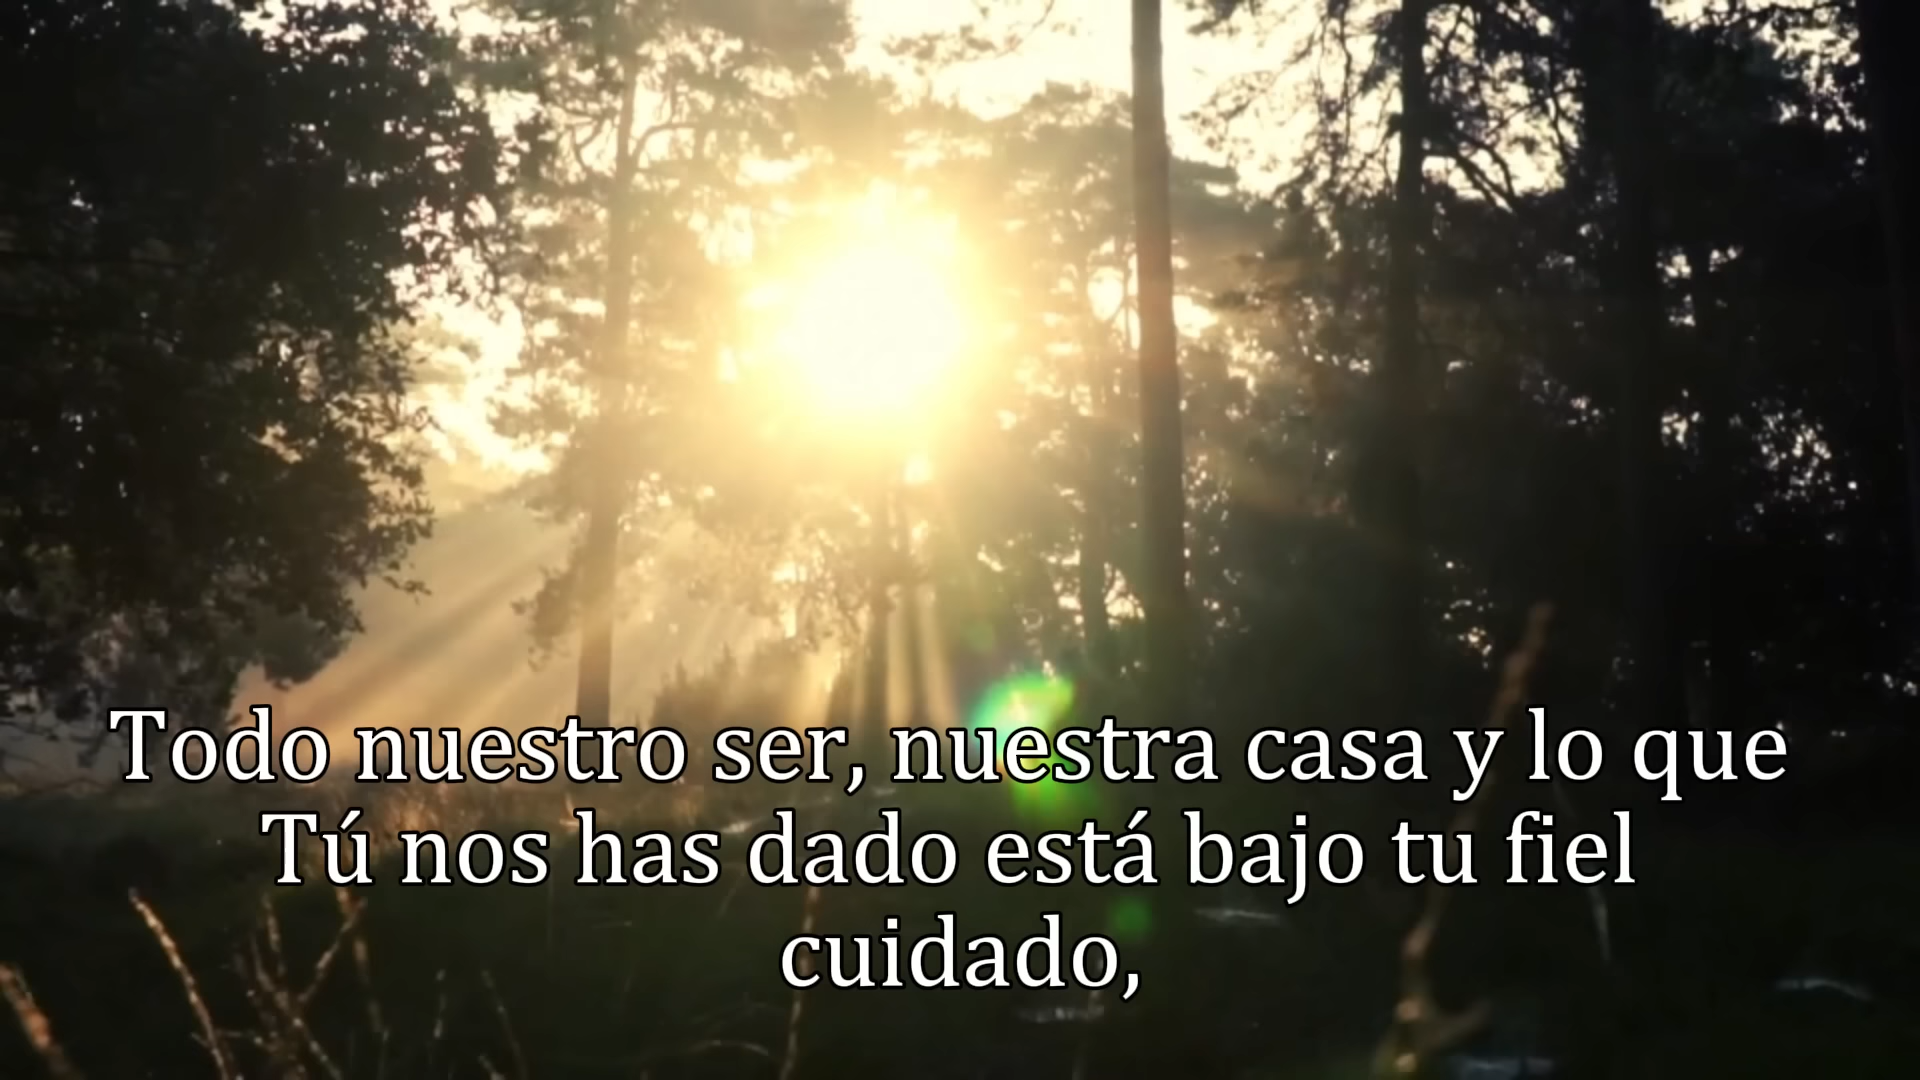 Todo nuestro ser, nuestra casa y lo que
Tú nos has dado está bajo tu fiel
cuidado,